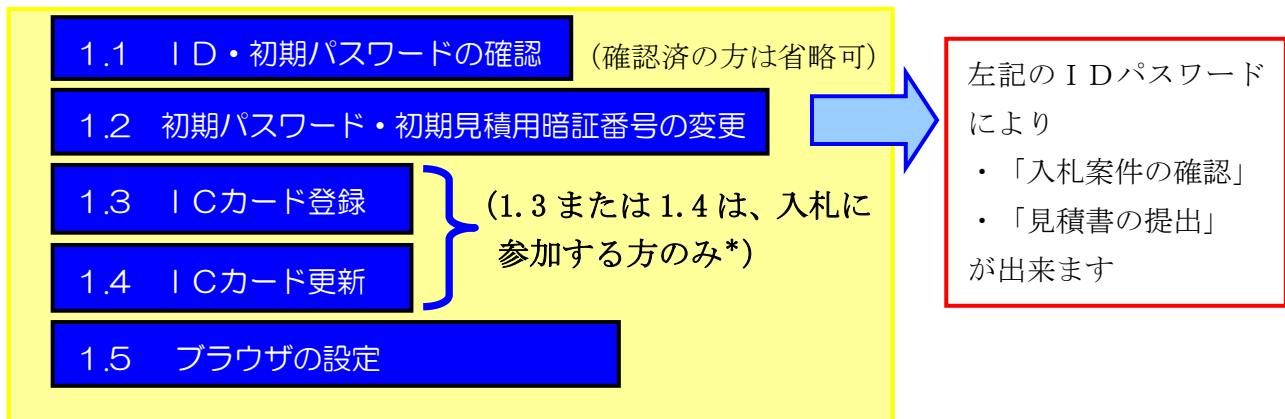 1.1 ＩＤ・初期パスワードの確認 （確認済の方は省略可）
1.2 初期パスワード・初期見積用暗証番号の変更
1.3 ＩＣカード登録
1.4 ＩＣカード更新
（1.3 または 1.4 は、入札に
参加する方のみ*）
1.5 ブラウザの設定
左記のＩＤパスワード
により
・「入札案件の確認」
・「見積書の提出」
が出来ます